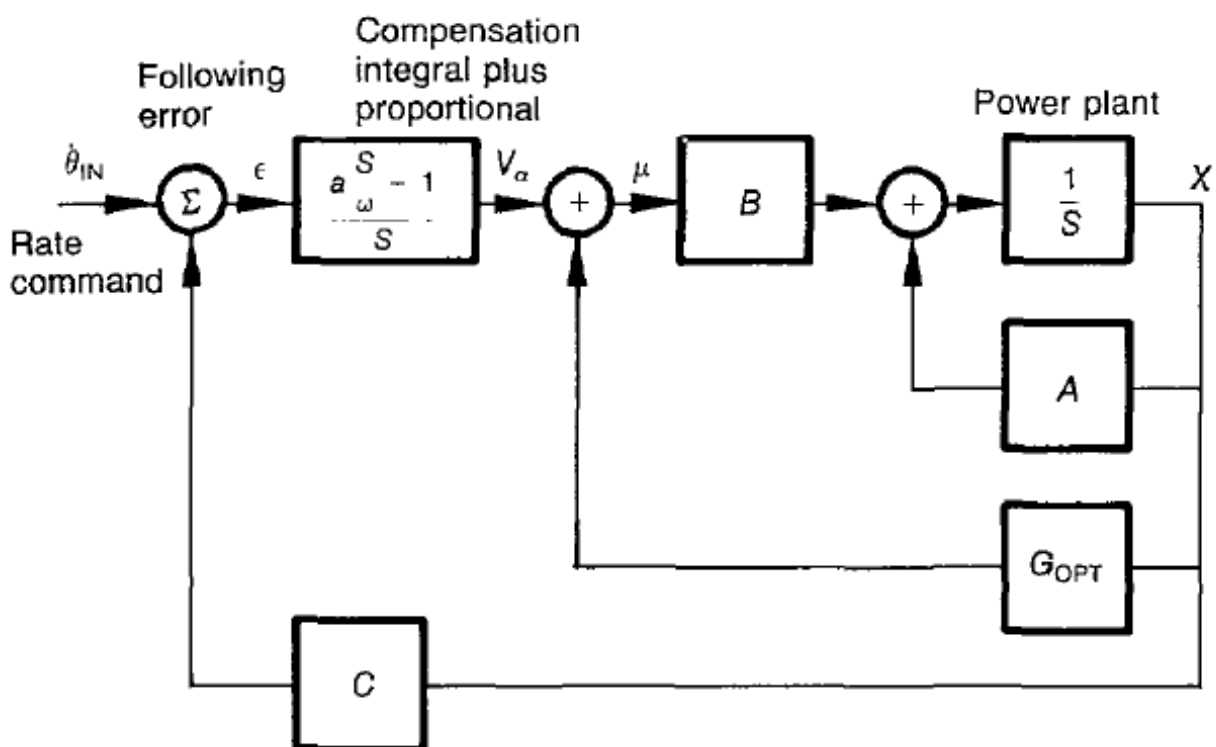 Compensation
integral plus
proportional
Following
error
Power plant
θ̇IN
Σ
ϵ
a S/ω - 1
S
Vα
+
μ
B
+
1
S
X
Rate
command
A
GOPT
C